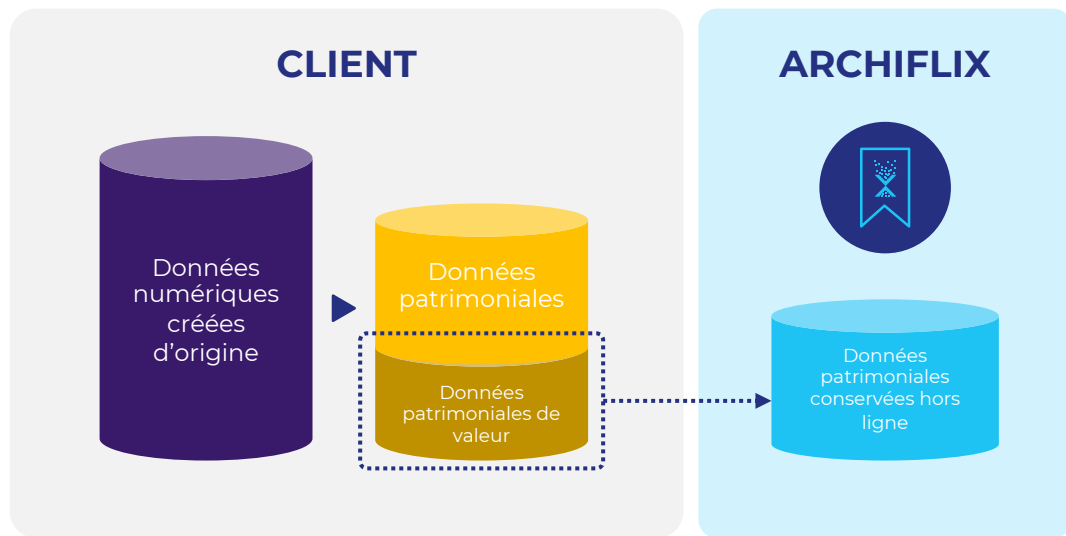 CLIENT
ARCHIFLIX
Données
numériques
créées
d’origine
Données
patrimoniales
Données
patrimoniales de
valeur
Données
patrimoniales
conservées hors
ligne